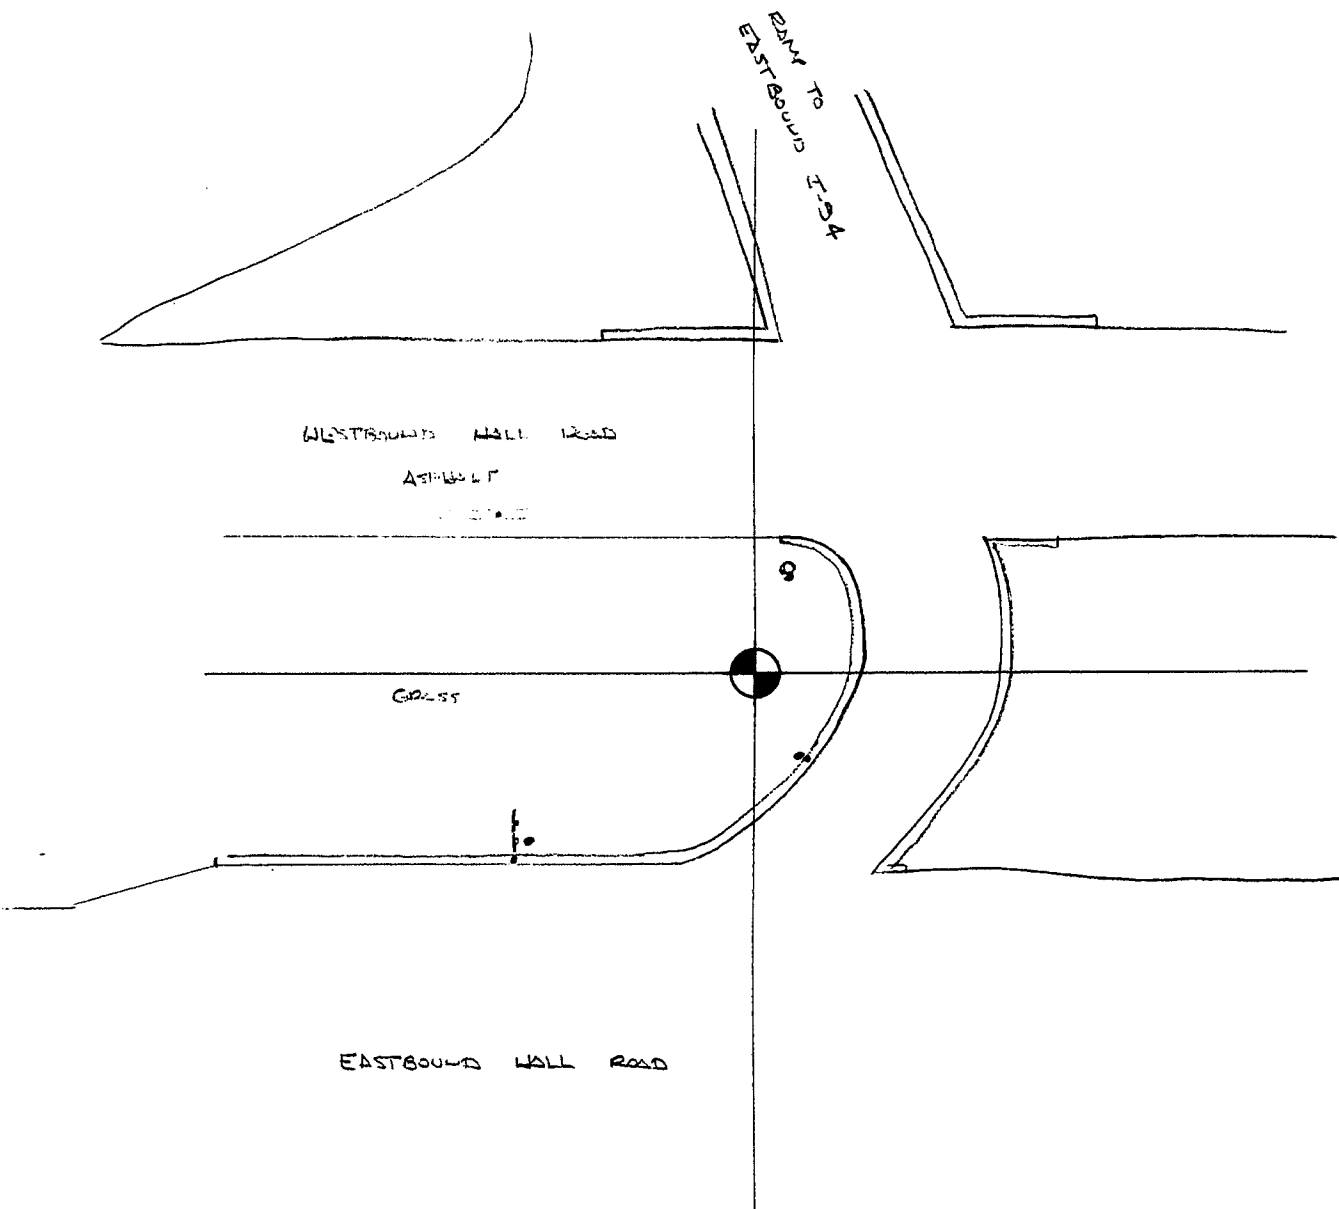 RAMP TO
EASTBOUND I-94
WESTBOUND HALL ROAD
ASPHALT
GRASS
EASTBOUND HALL ROAD